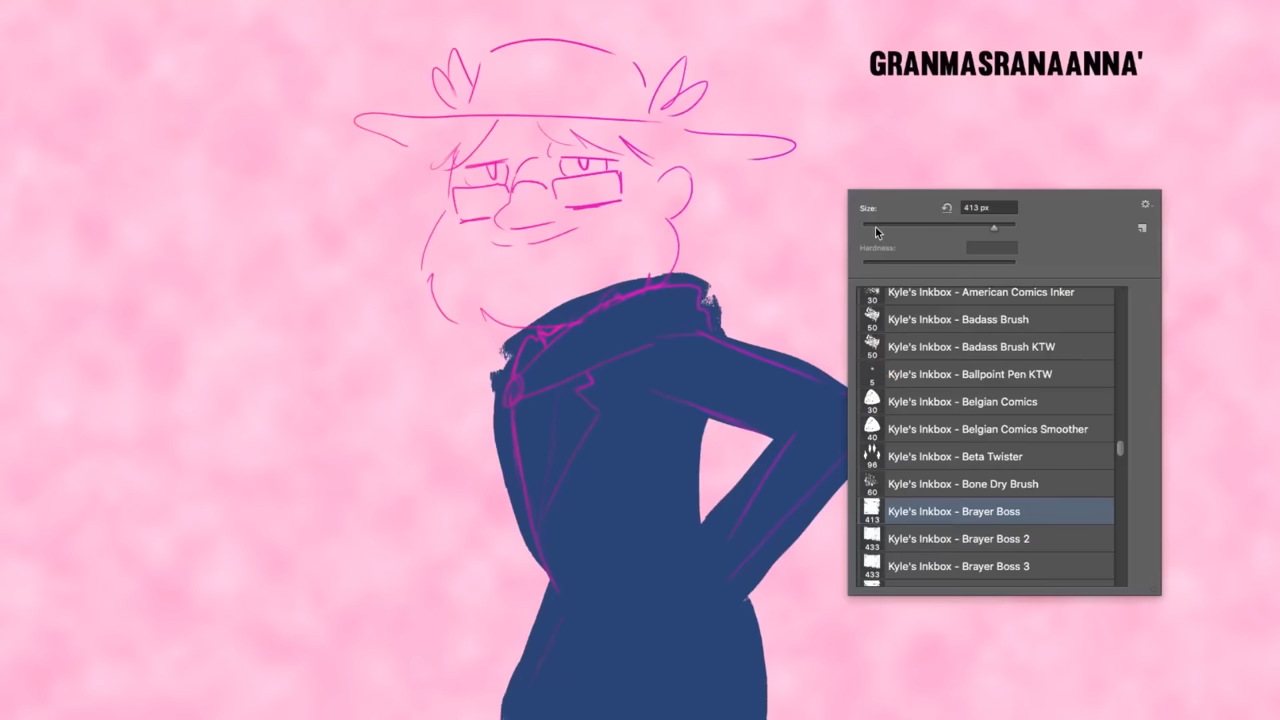 GRANMASRANAANNA'
Size:
413 px
Hardness:
30
Kyle's Inkbox - American Comics Inker
50
Kyle's Inkbox - Badass Brush
50
Kyle's Inkbox - Badass Brush KTW
5
Kyle's Inkbox - Ballpoint Pen KTW
30
Kyle's Inkbox - Belgian Comics
40
Kyle's Inkbox - Belgian Comics Smoother
96
Kyle's Inkbox - Beta Twister
60
Kyle's Inkbox - Bone Dry Brush
413
Kyle's Inkbox - Brayer Boss
433
Kyle's Inkbox - Brayer Boss 2
433
Kyle's Inkbox - Brayer Boss 3